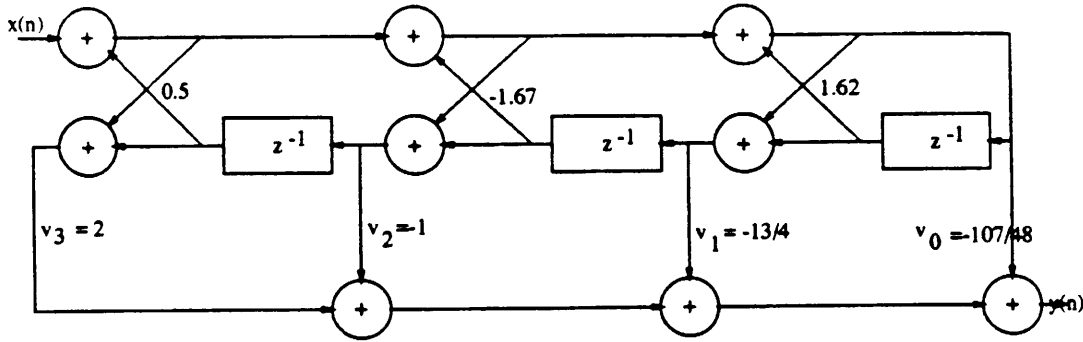 x(n)
+ + +
0.5 -1.67 1.62
+ z⁻¹ + z⁻¹ + z⁻¹
v₃ = 2 v₂=-1 v₁ = -13/4 v₀=-107/48
+ + + y(n)